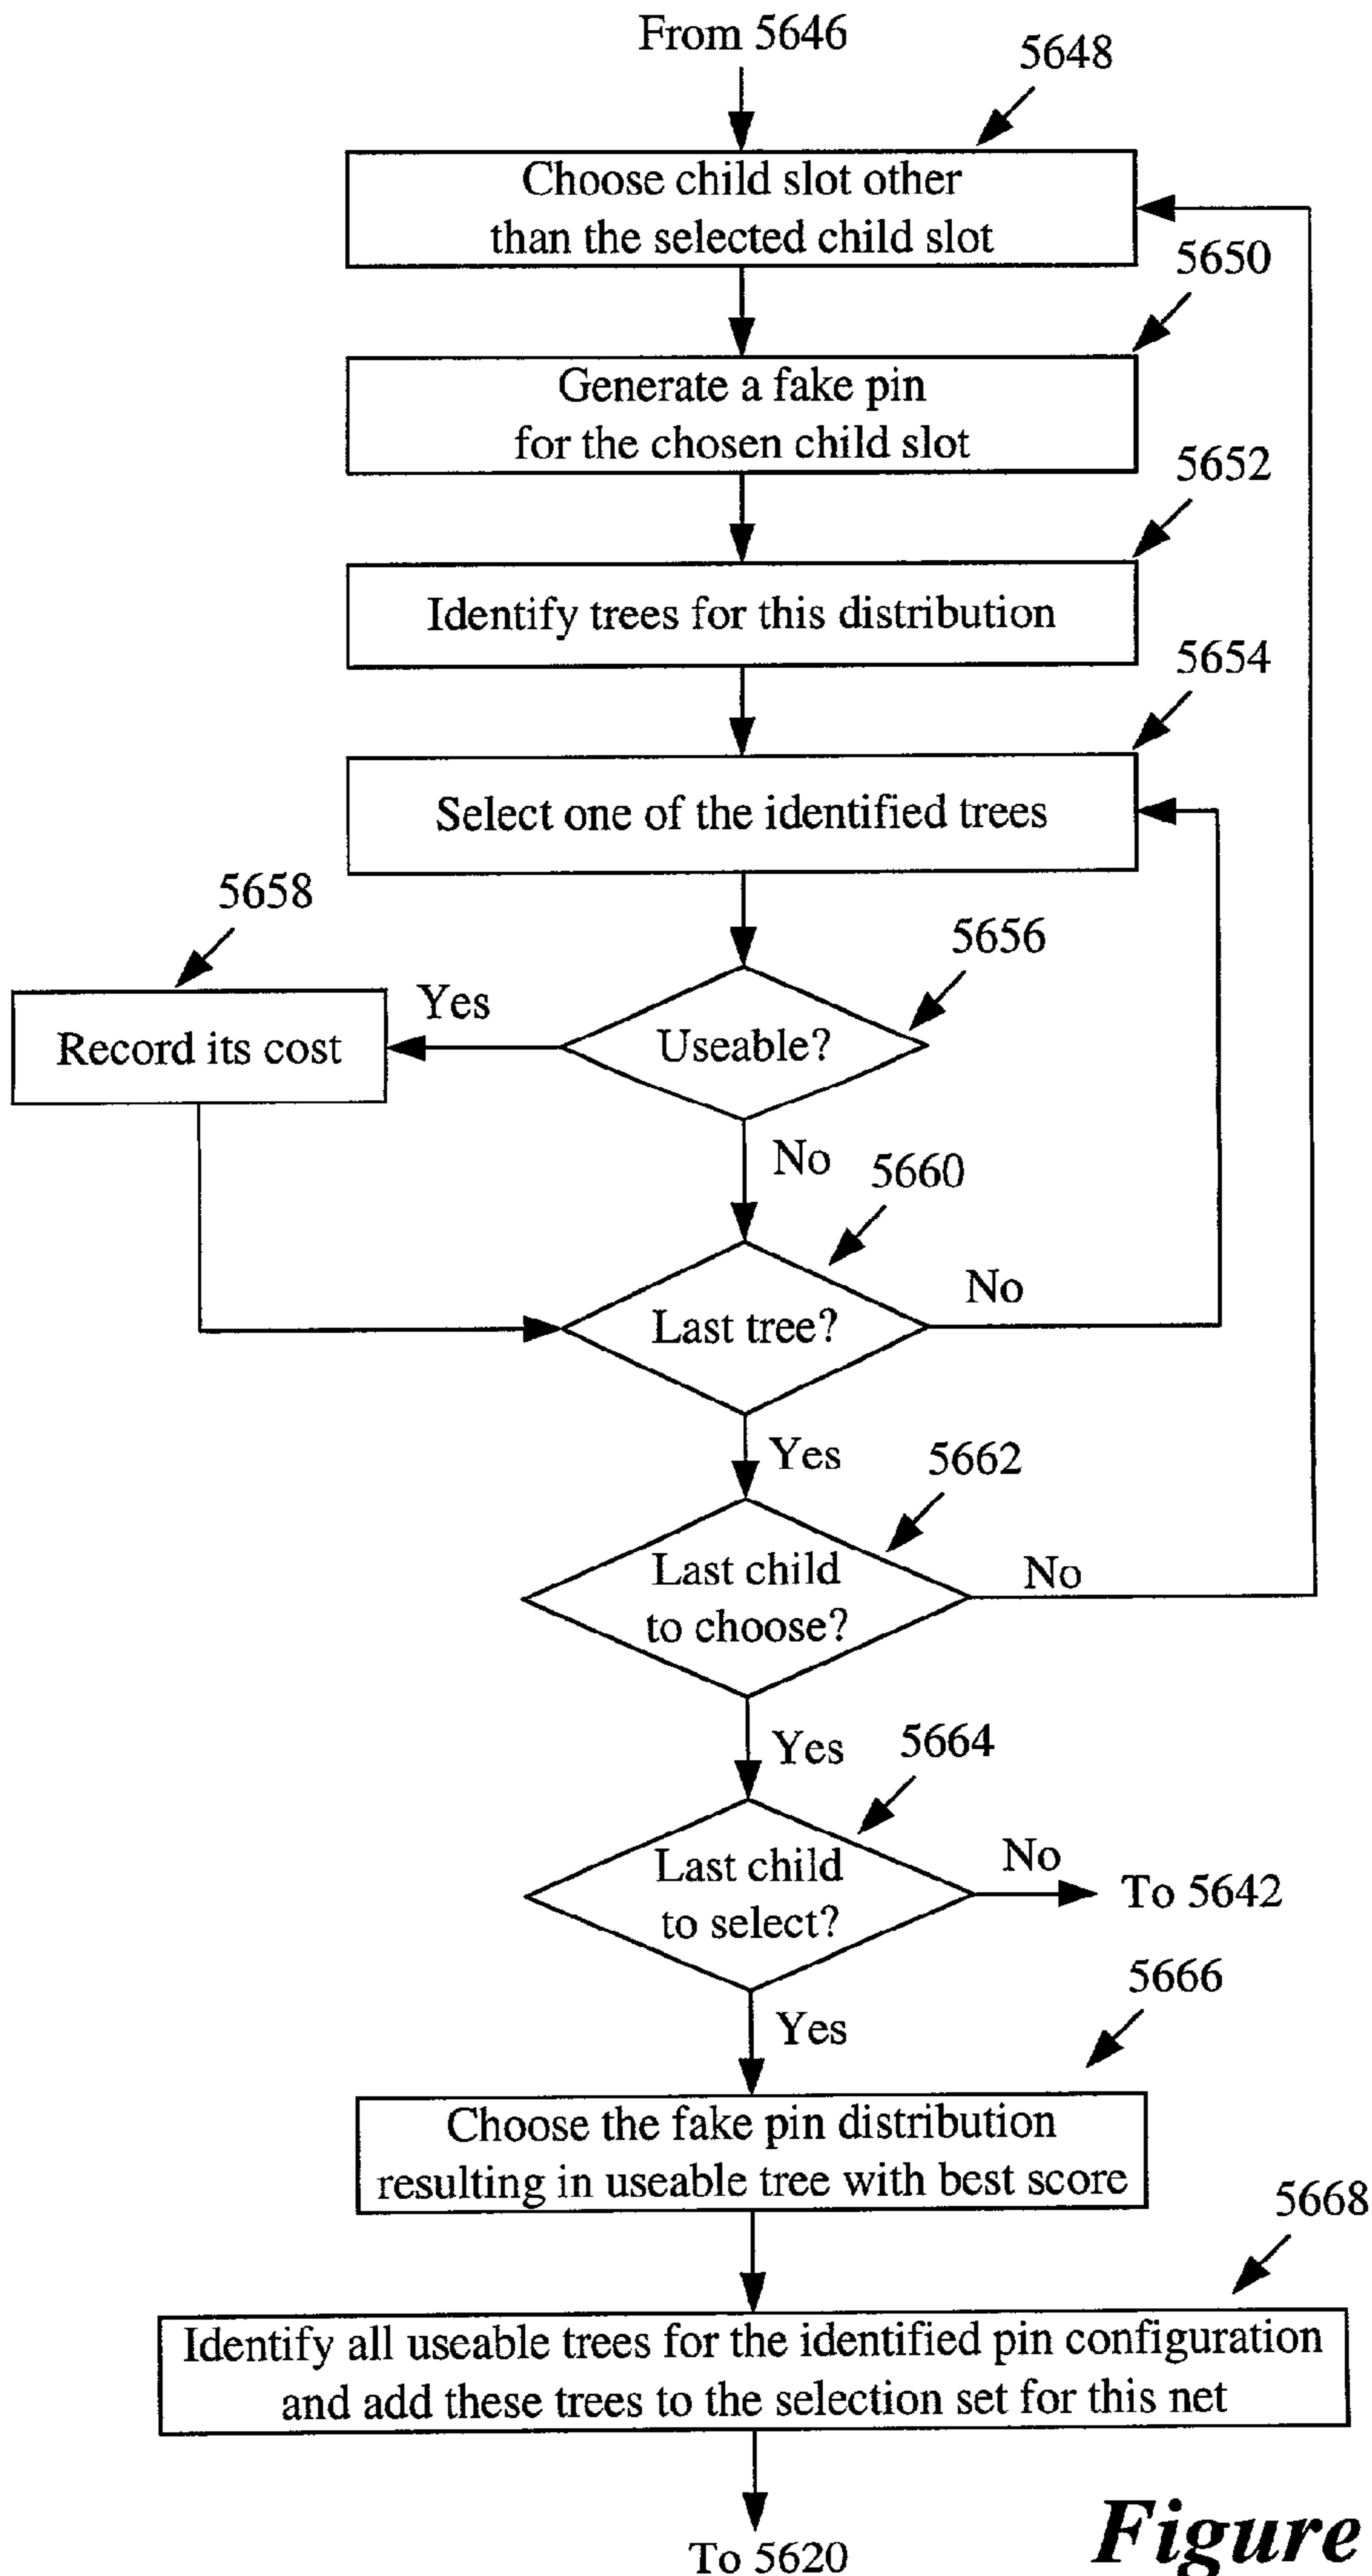 From 5646
5648
Choose child slot other
than the selected child slot
5650
Generate a fake pin
for the chosen child slot
5652
Identify trees for this distribution
5654
Select one of the identified trees
5658
5656
Yes
Record its cost
Useable?
No
5660
No
Last tree?
Yes
5662
Last child
to choose?
No
Yes
5664
Last child
to select?
No
To 5642
5666
Yes
Choose the fake pin distribution
resulting in useable tree with best score
5668
Identify all useable trees for the identified pin configuration
and add these trees to the selection set for this net
To 5620
Figure